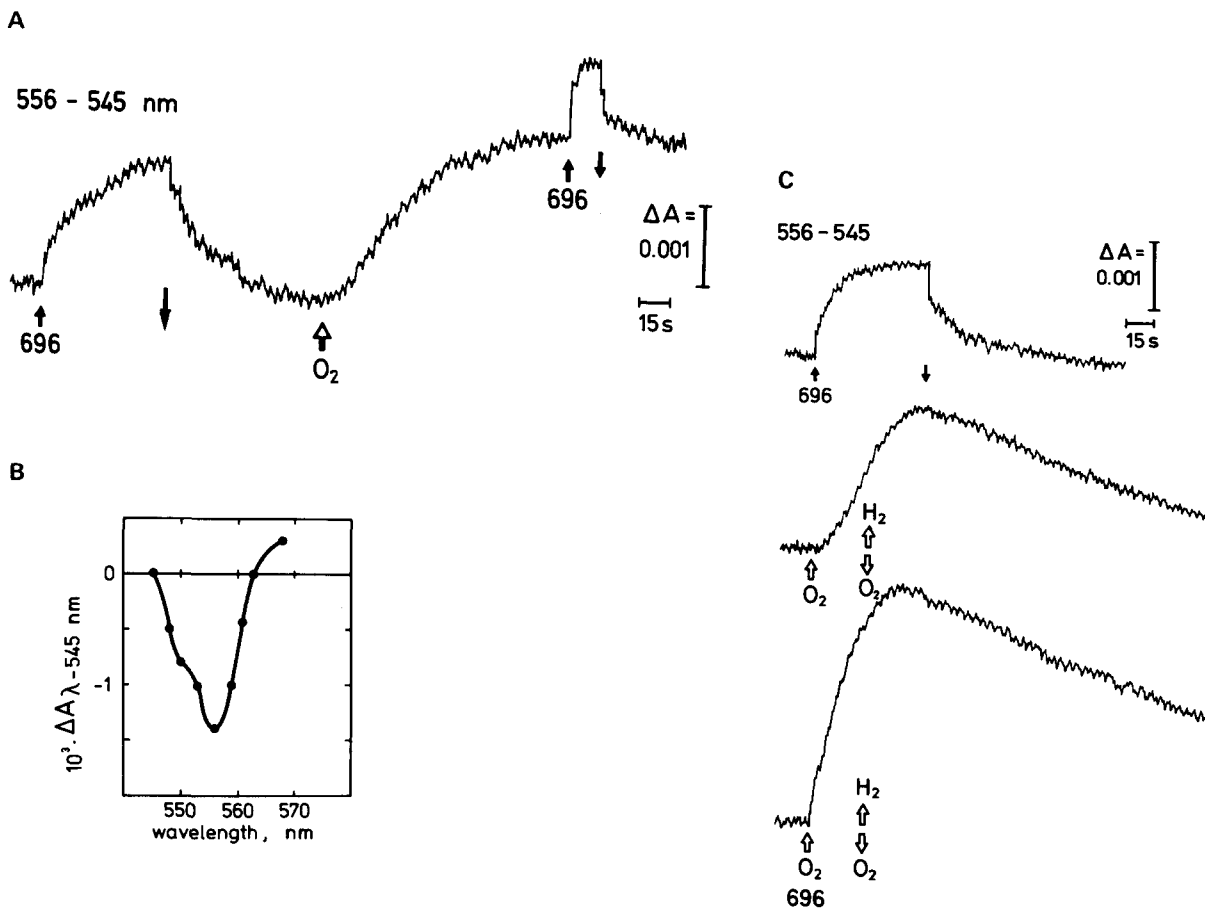 A
556 - 545 nm
696
O₂
696
ΔA =
0.001
15 s
B
10³·ΔA λ-545 nm
0
-1
550 560 570
wavelength, nm
C
556 - 545
ΔA =
0.001
15 s
696
H₂
O₂ O₂
H₂
O₂ O₂
696